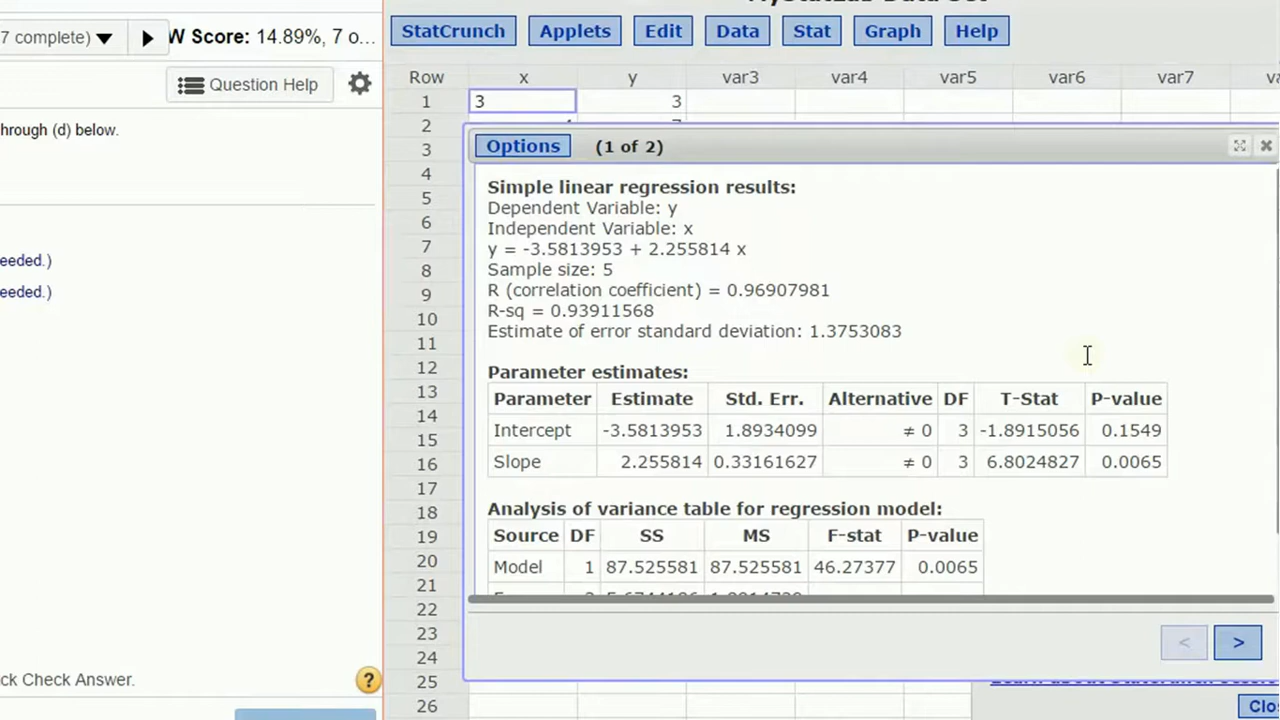 7 complete) W Score: 14.89%, 7 o...
Question Help
hrough (d) below.
eeded.)
eeded.)
ck Check Answer.
?
StatCrunch Applets Edit Data Stat Graph Help
Row x y var3 var4 var5 var6 var7
1 3 3
2
3
4
5
6
7
8
9
10
11
12
13
14
15
16
17
18
19
20
21
22
23
24
25
26
Options (1 of 2)
Simple linear regression results:
Dependent Variable: y
Independent Variable: x
y = -3.5813953 + 2.255814 x
Sample size: 5
R (correlation coefficient) = 0.96907981
R-sq = 0.93911568
Estimate of error standard deviation: 1.3753083
Parameter estimates:
Parameter Estimate Std. Err. Alternative DF T-Stat P-value
Intercept -3.5813953 1.8934099 ≠ 0 3 -1.8915056 0.1549
Slope 2.255814 0.33161627 ≠ 0 3 6.8024827 0.0065
Analysis of variance table for regression model:
Source DF SS MS F-stat P-value
Model 1 87.525581 87.525581 46.27377 0.0065
< >
Clo